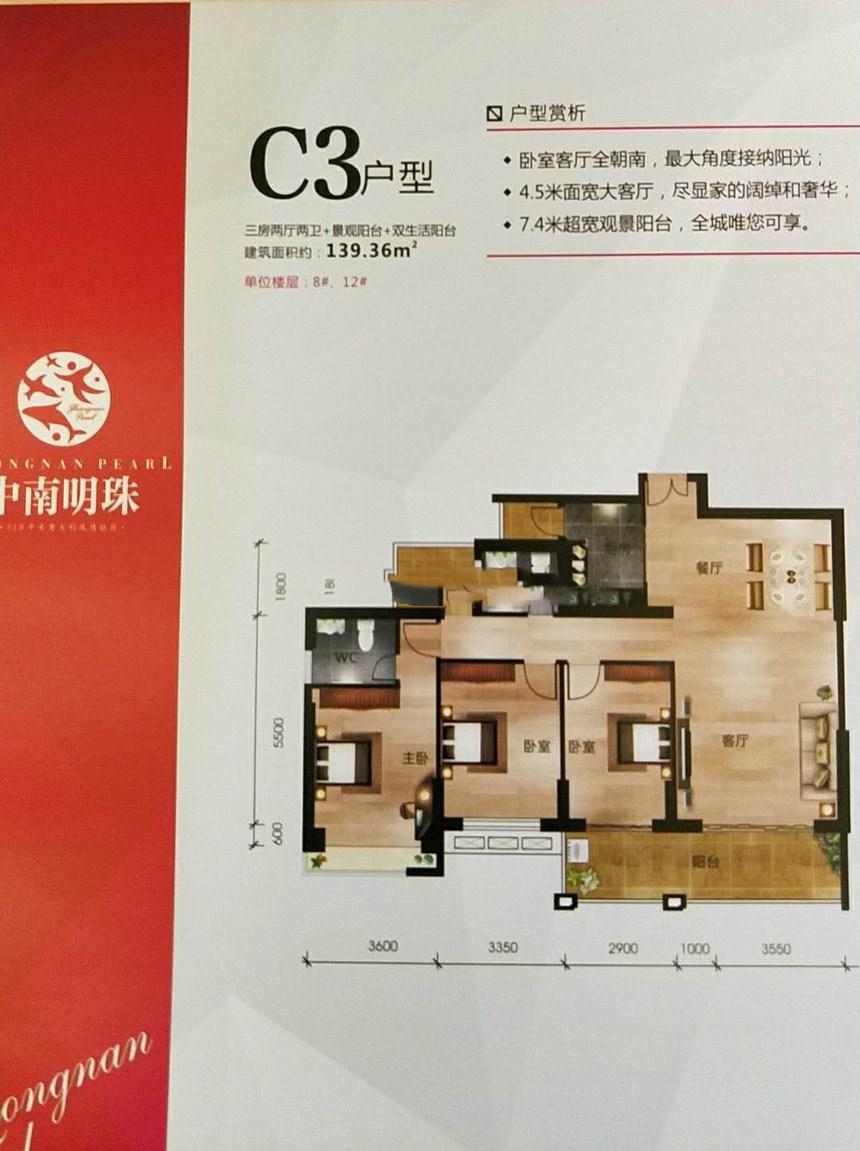 C3户型
三房两厅两卫+景观阳台+双生活阳台
建筑面积约：139.36m²
单位楼层：8#、12#
户型赏析
卧室客厅全朝南，最大角度接纳阳光；
4.5米面宽大客厅，尽显家的阔绰和奢华；
7.4米超宽观景阳台，全城唯您可享。
Zhongnan
Pearl
ONGNAN PEARL
中南明珠
餐厅
1800
18
WC
5500
主卧
卧室
卧室
客厅
600
阳台
3600
3350
2900
1000
3550
ongnan